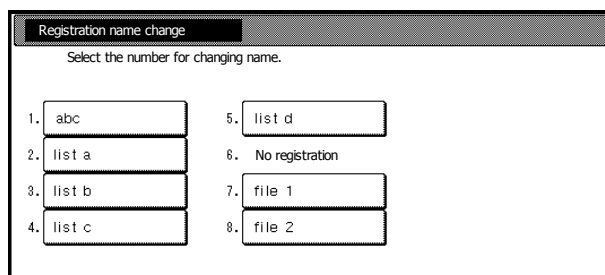 Registration name change
Select the number for changing name.
1. abc
2. list a
3. list b
4. list c
5. list d
6. No registration
7. file 1
8. file 2